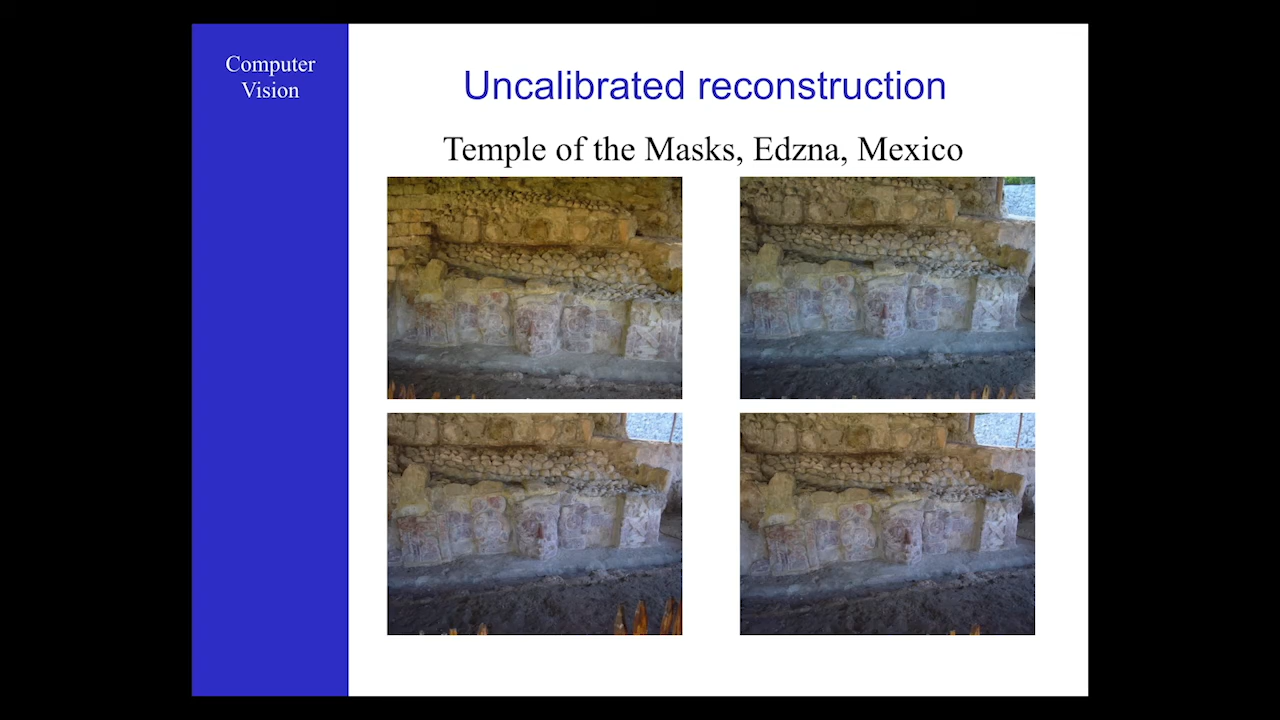 Computer
Vision
Uncalibrated reconstruction
Temple of the Masks, Edzna, Mexico